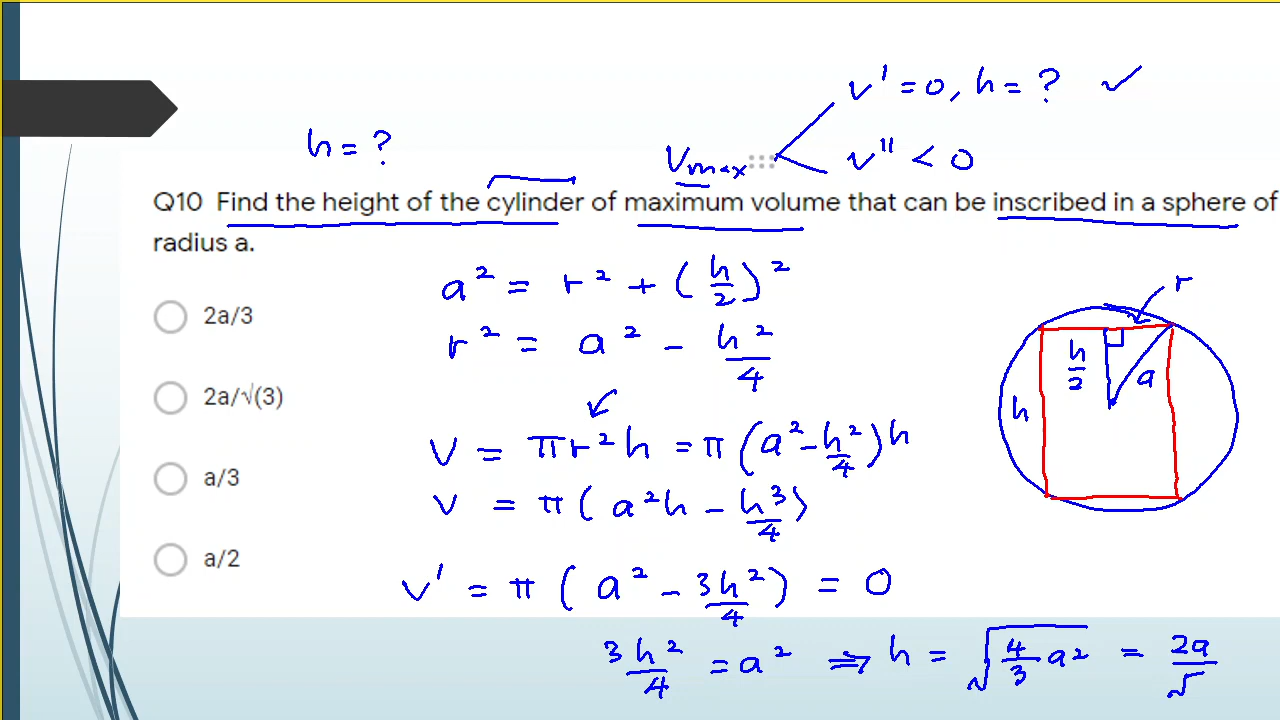 v' = 0, h = ? ✓
h = ?
Vmax
v'' < 0
Q10 Find the height of the cylinder of maximum volume that can be inscribed in a sphere of
radius a.
a² = r² + (h/2)²
r² = a² - h²/4
V = πr²h = π(a² - h²/4)h
V = π(a²h - h³/4)
v' = π(a² - 3h²/4) = 0
3h²/4 = a² ⇒ h = √(4/3 a²) = 2a/√
2a/3
2a/√(3)
a/3
a/2
r
h/2
a
h